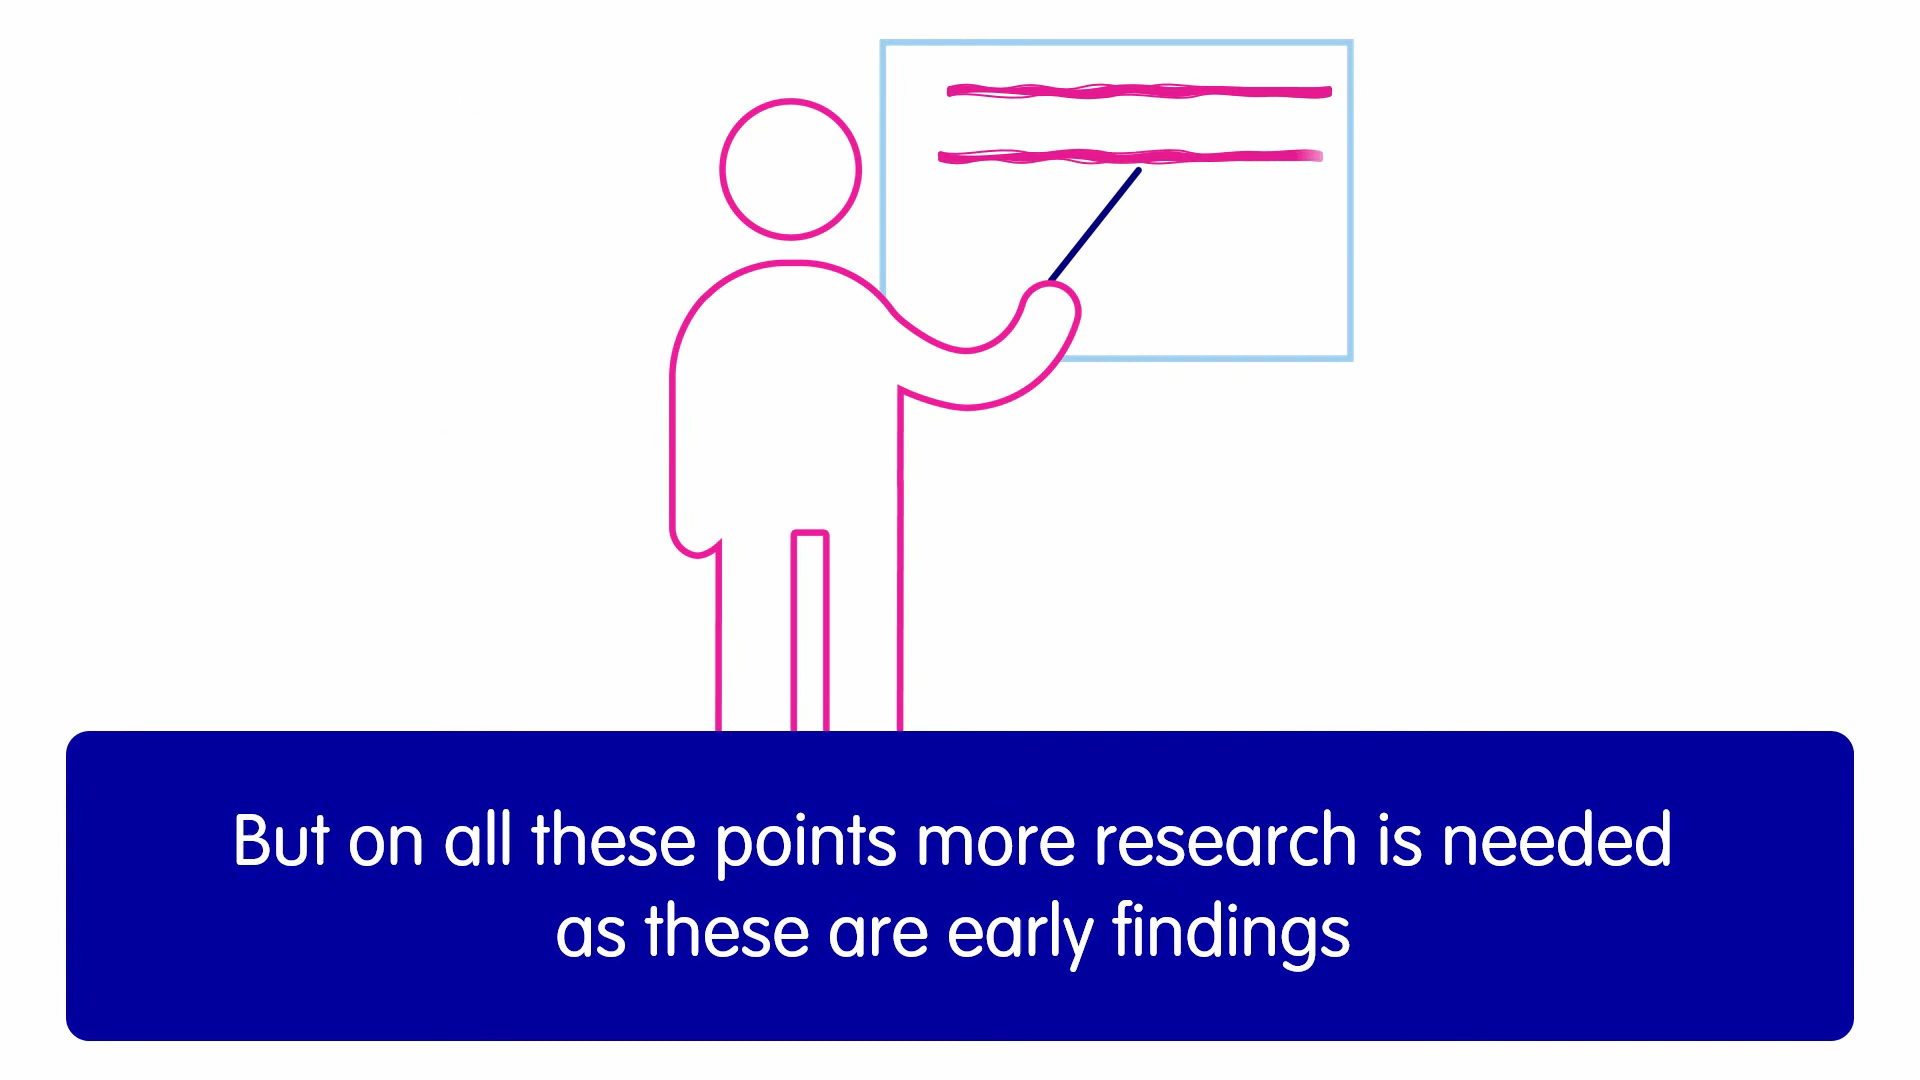 But on all these points more research is needed
as these are early findings